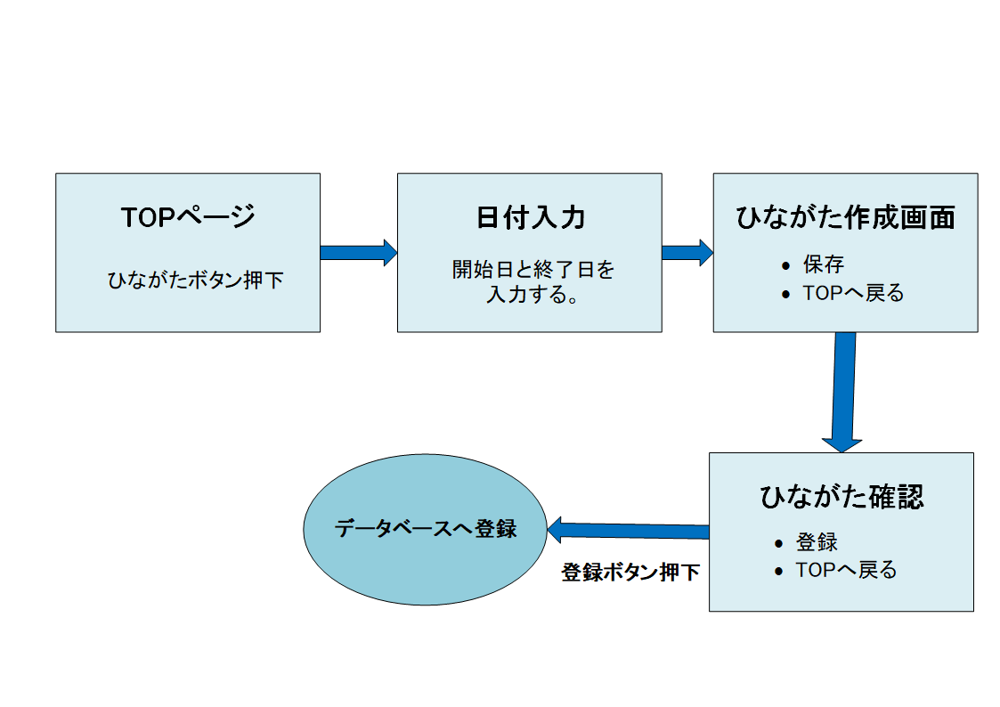 TOPページ
ひながたボタン押下
日付入力
開始日と終了日を
入力する。
ひながた作成画面
• 保存
• TOPへ戻る
ひながた確認
• 登録
• TOPへ戻る
登録ボタン押下
データベースへ登録